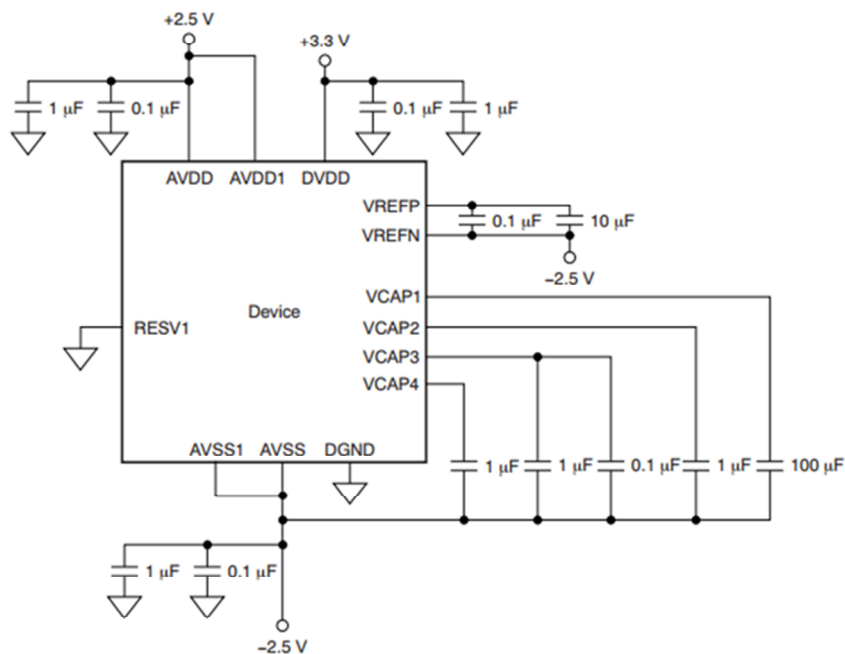 +2.5 V
+3.3 V
1 µF
0.1 µF
0.1 µF
1 µF
AVDD AVDD1 DVDD
VREFP
0.1 µF
10 µF
VREFN
−2.5 V
VCAP1
Device
RESV1
VCAP2
VCAP3
VCAP4
AVSS1 AVSS DGND
1 µF
1 µF
0.1 µF
1 µF
100 µF
1 µF
0.1 µF
−2.5 V